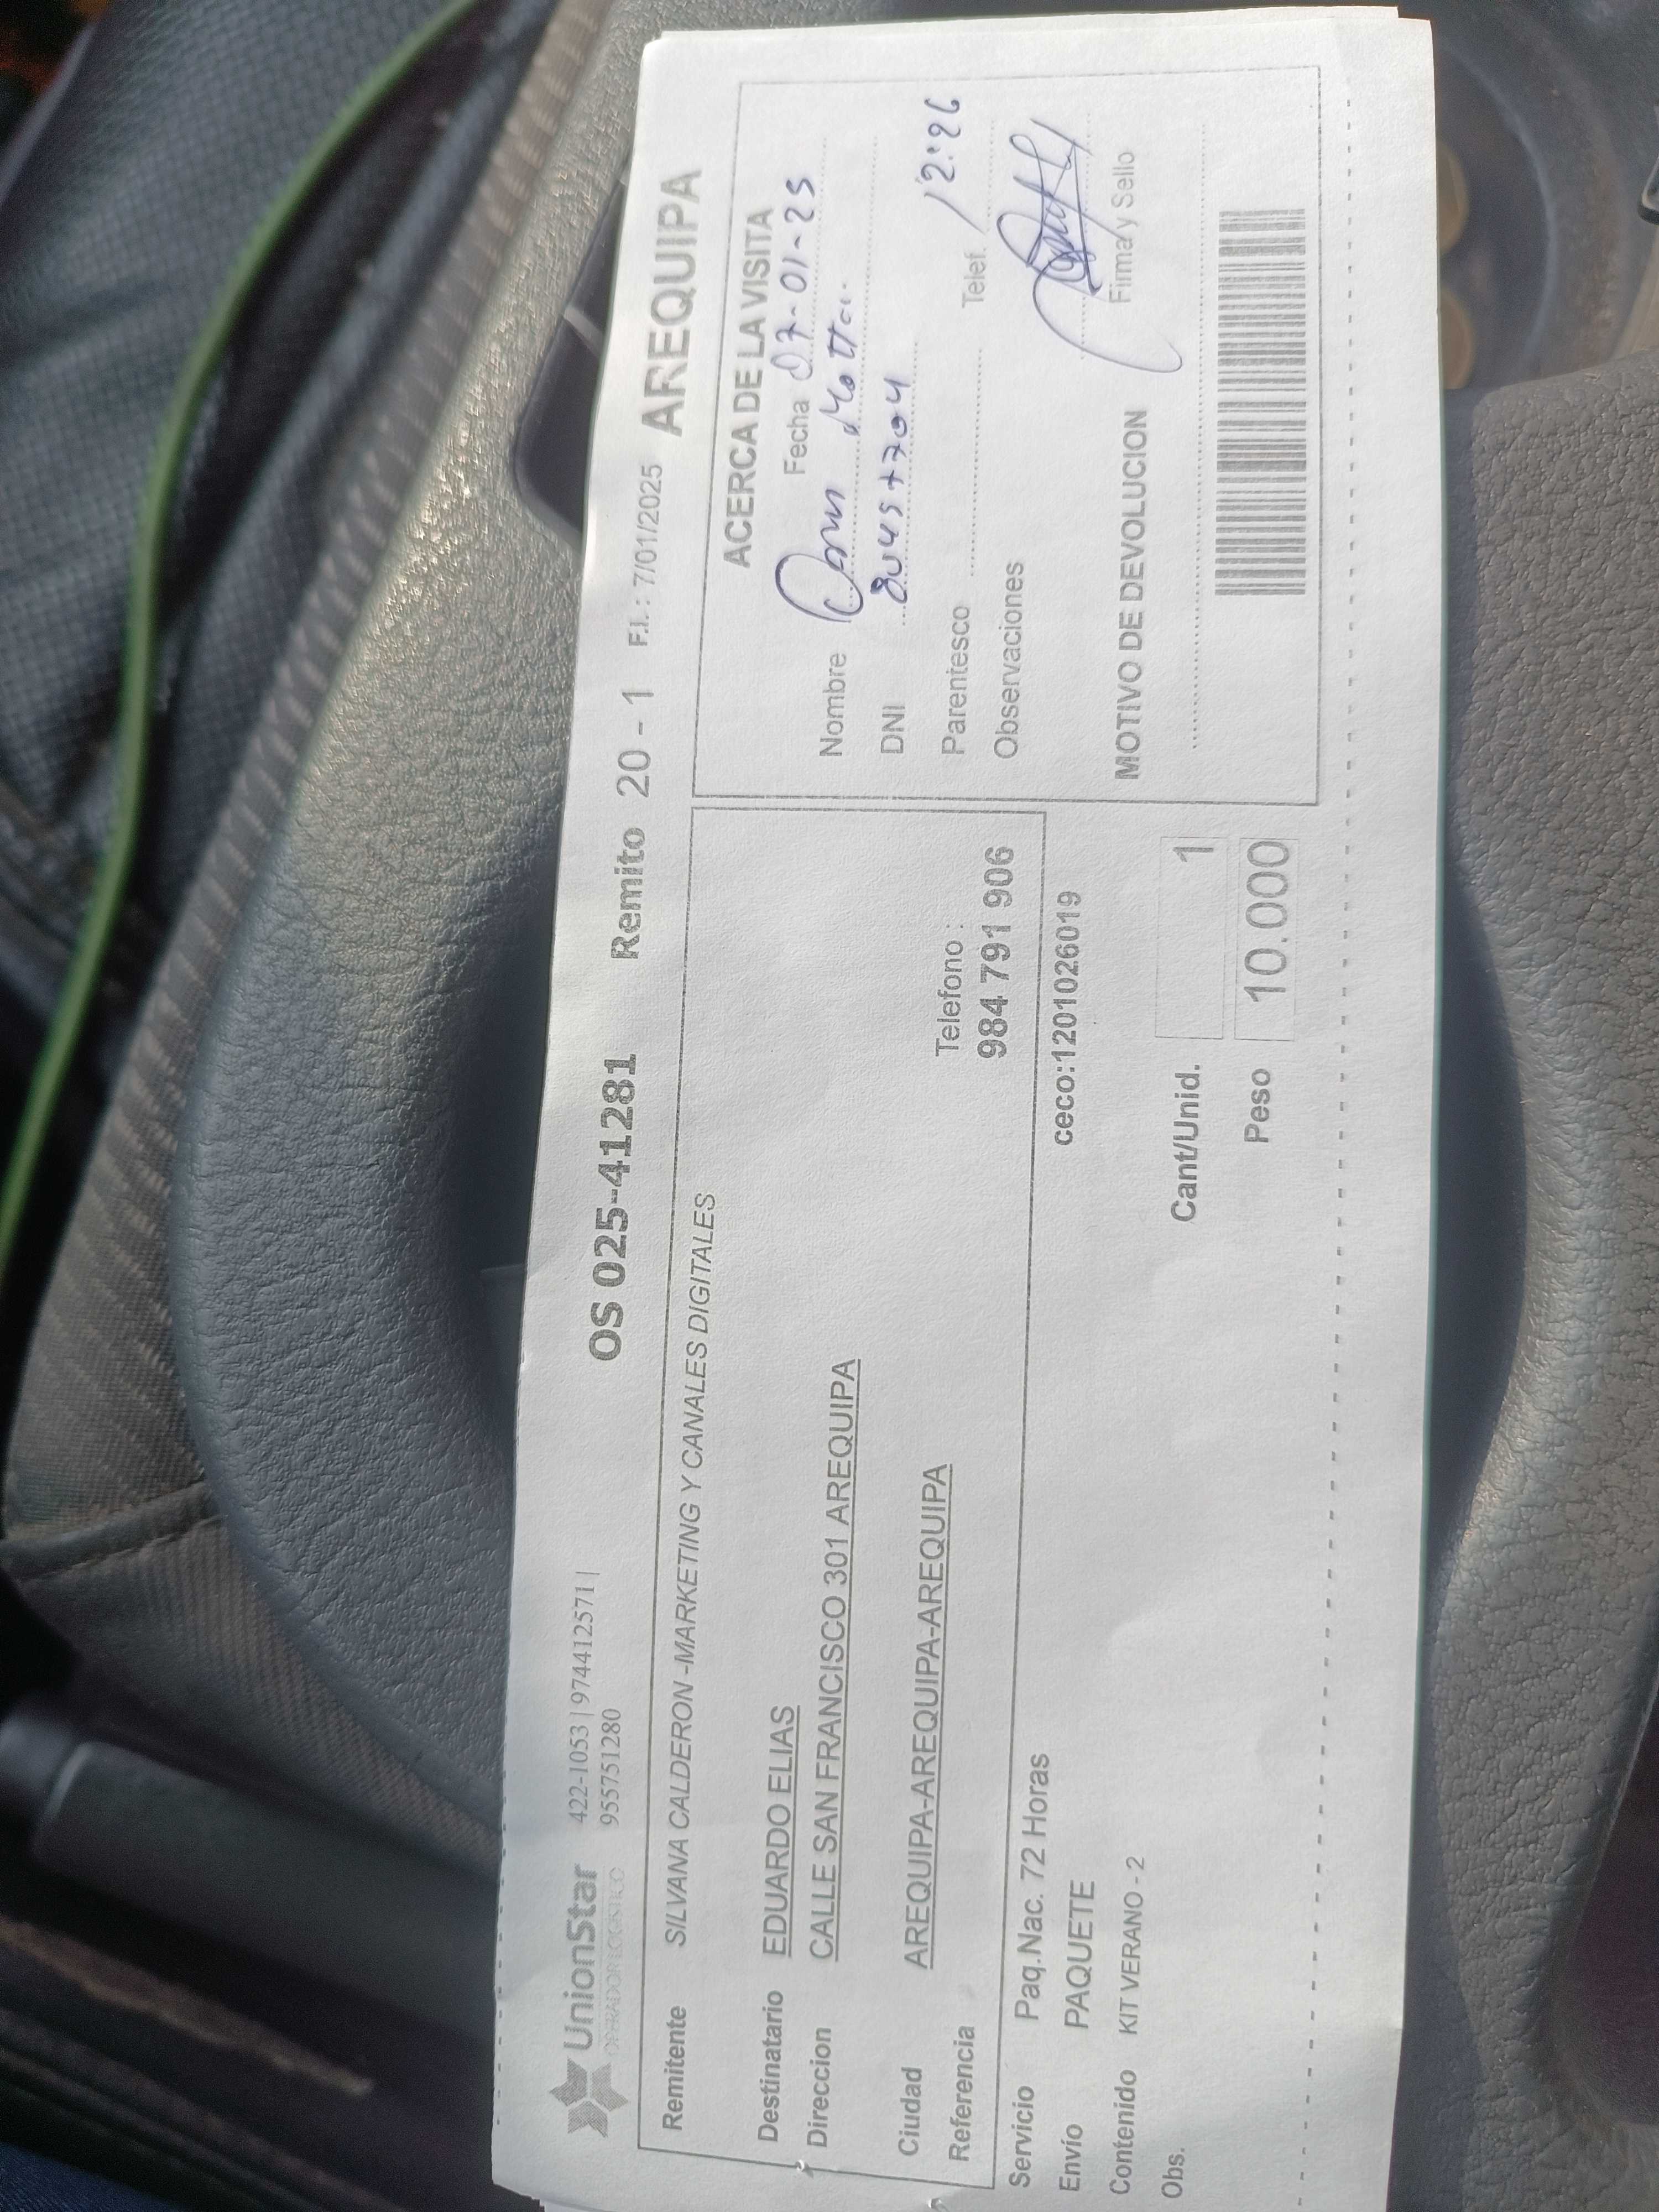 UnionStar 422-1053 | 974412571 |
OPERADOR LOGISTICO 955751280
OS 025-41281 Remito 20 - 1 F.I. : 7/01/2025 AREQUIPA
Remitente SILVANA CALDERON -MARKETING Y CANALES DIGITALES
Destinatario EDUARDO ELIAS
Direccion CALLE SAN FRANCISCO 301 AREQUIPA
Ciudad AREQUIPA-AREQUIPA-AREQUIPA
Referencia
Telefono :
984 791 906
Servicio Paq.Nac. 72 Horas
ceco:1201026019
Envío PAQUETE
Contenido KIT VERANO - 2
Obs.
Cant/Unid. 1
Peso 10.000
ACERCA DE LA VISITA
Fecha 07-01-25
Nombre
DNI
Parentesco Telef. 12:26
Observaciones
Firma y Sello
MOTIVO DE DEVOLUCION